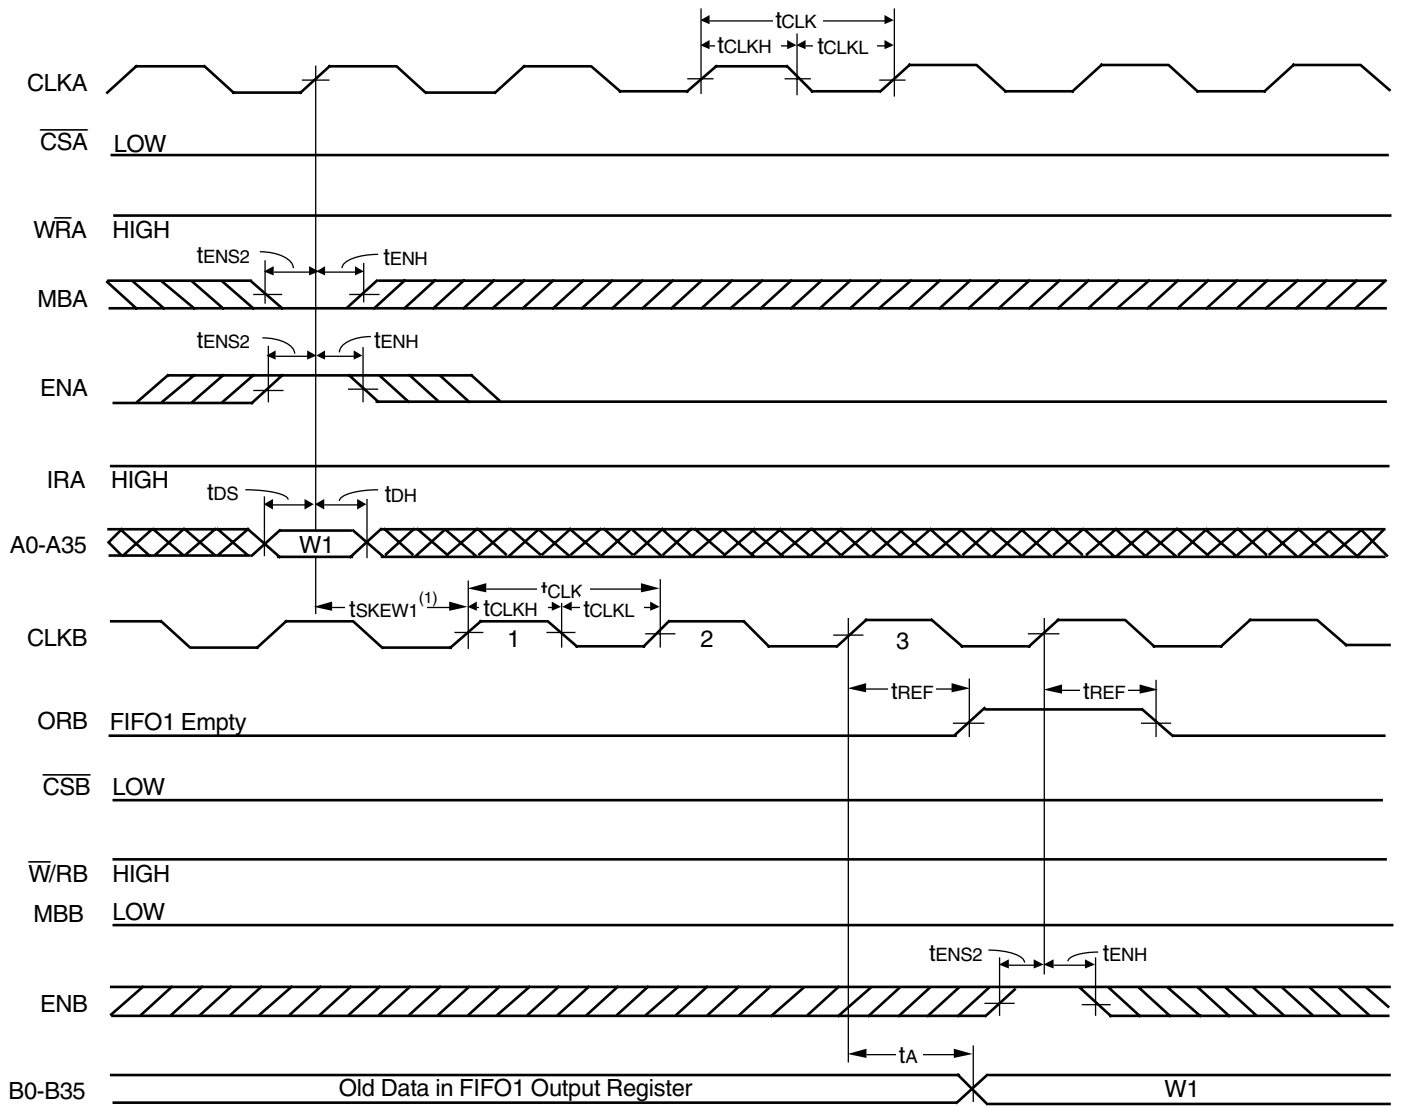 tCLK
tCLKH tCLKL
CLKA
CSA LOW
WRA HIGH
tENS2 tENH
MBA
tENS2 tENH
ENA
IRA HIGH
tDS tDH
A0-A35 W1
tCLK
tSKEW1(1) tCLKH tCLKL
CLKB 1 2 3
tREF tREF
ORB FIFO1 Empty
CSB LOW
W/RB HIGH
MBB LOW
tENS2 tENH
ENB
tA
B0-B35 Old Data in FIFO1 Output Register W1